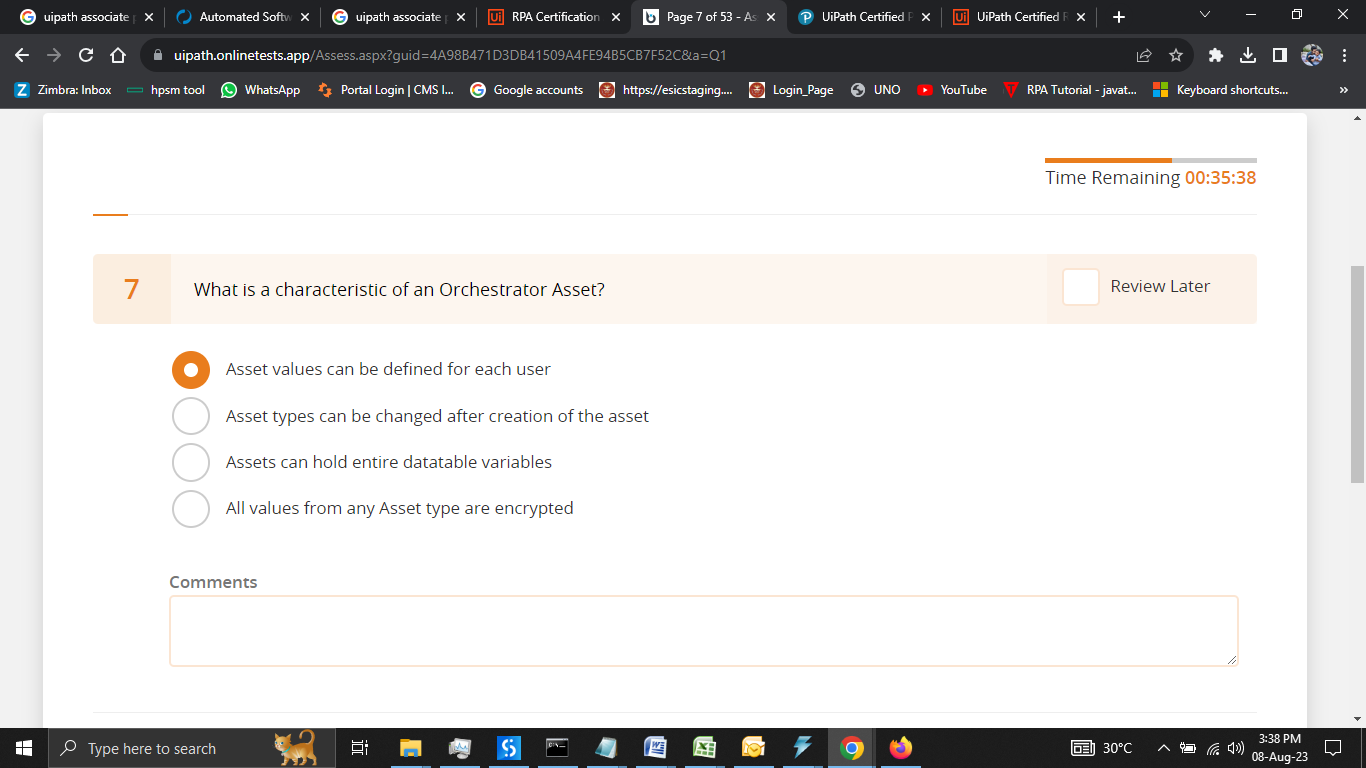 uipath associate p
Automated Softw
uipath associate p
RPA Certification
Page 7 of 53 - As
UiPath Certified P
UiPath Certified P
uipath.onlinetests.app/Assess.aspx?guid=4A98B471D3DB41509A4FE94B5CB7F52C&a=Q1
Zimbra: Inbox
hpsm tool
WhatsApp
Portal Login | CMS I...
Google accounts
https://esicstaging....
Login_Page
UNO
YouTube
RPA Tutorial - javat...
Keyboard shortcuts...
Time Remaining 00:35:38
7
What is a characteristic of an Orchestrator Asset?
Review Later
Asset values can be defined for each user
Asset types can be changed after creation of the asset
Assets can hold entire datatable variables
All values from any Asset type are encrypted
Comments
Type here to search
30°C
3:38 PM
08-Aug-23